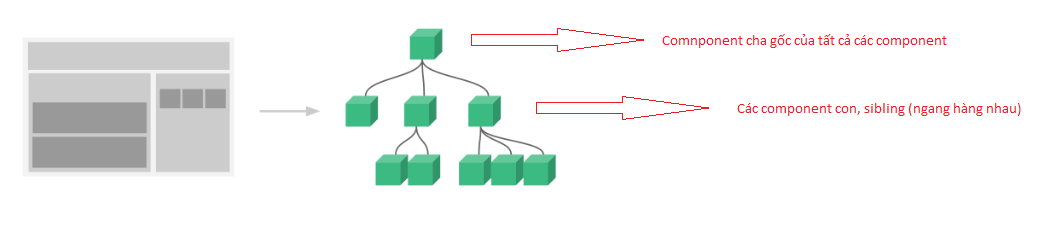 Comnponent cha gốc của tất cả các component
Các component con, sibling (ngang hàng nhau)